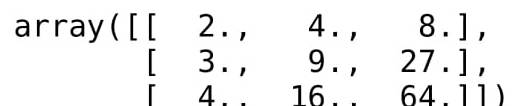 array([[  2.,   4.,   8.],
       [  3.,   9.,  27.],
       [  4.,  16.,  64.]])